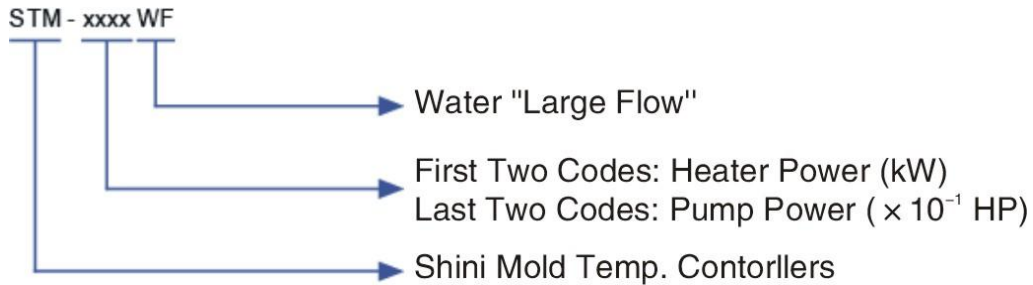 STM - xxxx WF
Water "Large Flow"
First Two Codes: Heater Power (kW)
Last Two Codes: Pump Power ( × 10⁻¹ HP)
Shini Mold Temp. Contorllers